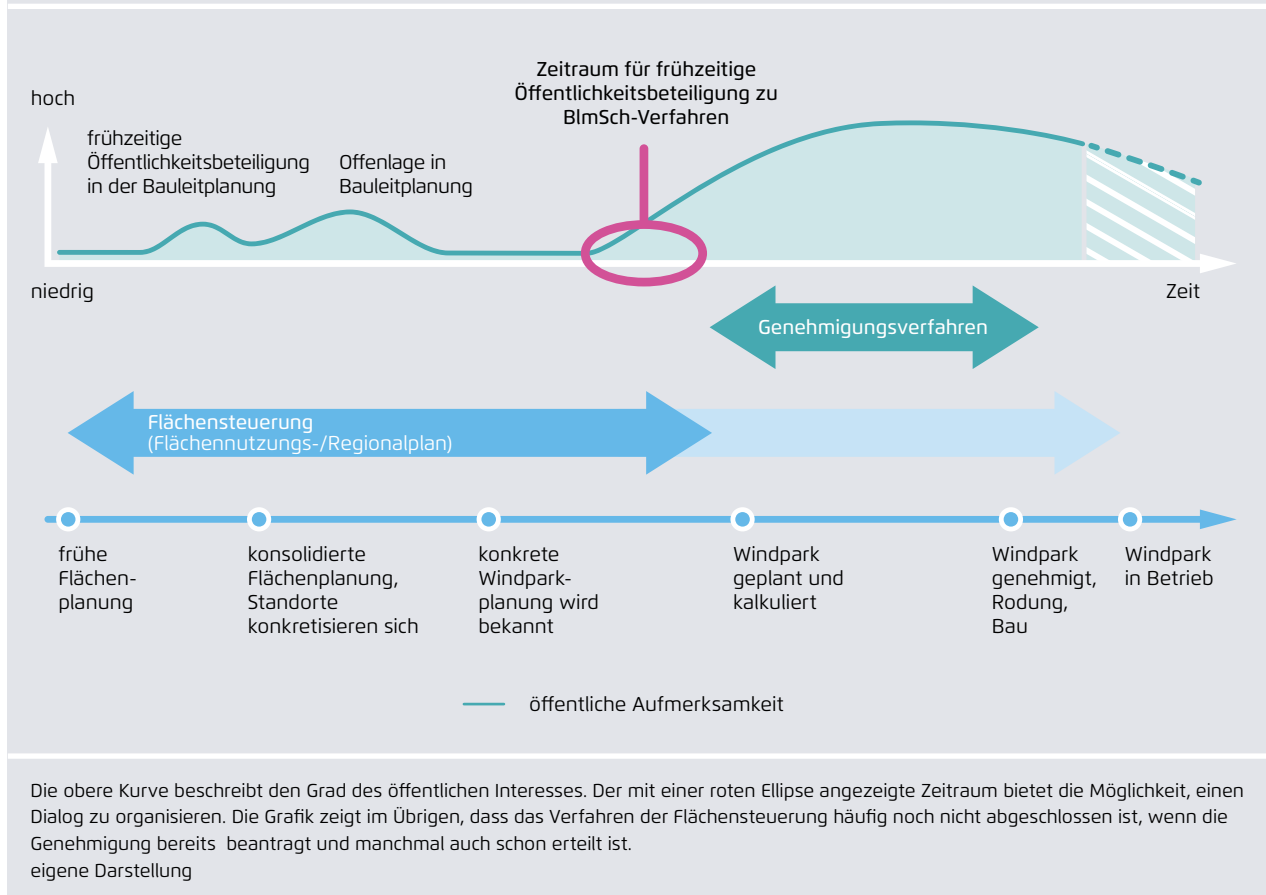 Zeitraum für frühzeitige
Öffentlichkeitsbeteiligung zu
BlmSch-Verfahren
hoch
frühzeitige
Öffentlichkeitsbeteiligung
in der Bauleitplanung
Offenlage in
Bauleitplanung
niedrig
Zeit
Genehmigungsverfahren
Flächensteuerung
(Flächennutzungs-/Regionalplan)
frühe
Flächen-
planung
konsolidierte
Flächenplanung,
Standorte
konkretisieren sich
konkrete
Windpark-
planung wird
bekannt
Windpark
geplant und
kalkuliert
Windpark
genehmigt,
Rodung,
Bau
Windpark
in Betrieb
öffentliche Aufmerksamkeit
Die obere Kurve beschreibt den Grad des öffentlichen Interesses. Der mit einer roten Ellipse angezeigte Zeitraum bietet die Möglichkeit, einen
Dialog zu organisieren. Die Grafik zeigt im Übrigen, dass das Verfahren der Flächensteuerung häufig noch nicht abgeschlossen ist, wenn die
Genehmigung bereits beantragt und manchmal auch schon erteilt ist.
eigene Darstellung